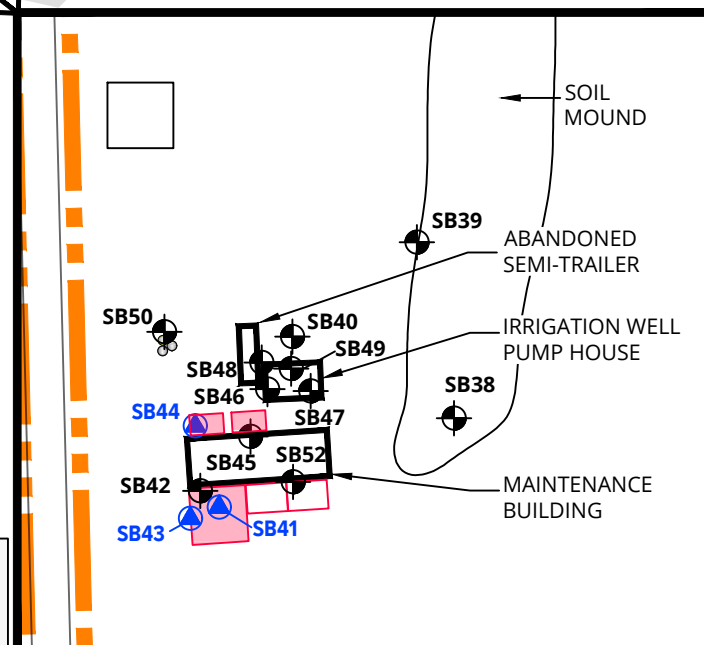 SOIL
MOUND
SB39
ABANDONED
SEMI-TRAILER
SB50
SB40
IRRIGATION WELL
PUMP HOUSE
SB49
SB48
SB46
SB38
SB44
SB47
SB45
SB52
SB42
MAINTENANCE
BUILDING
SB43
SB41